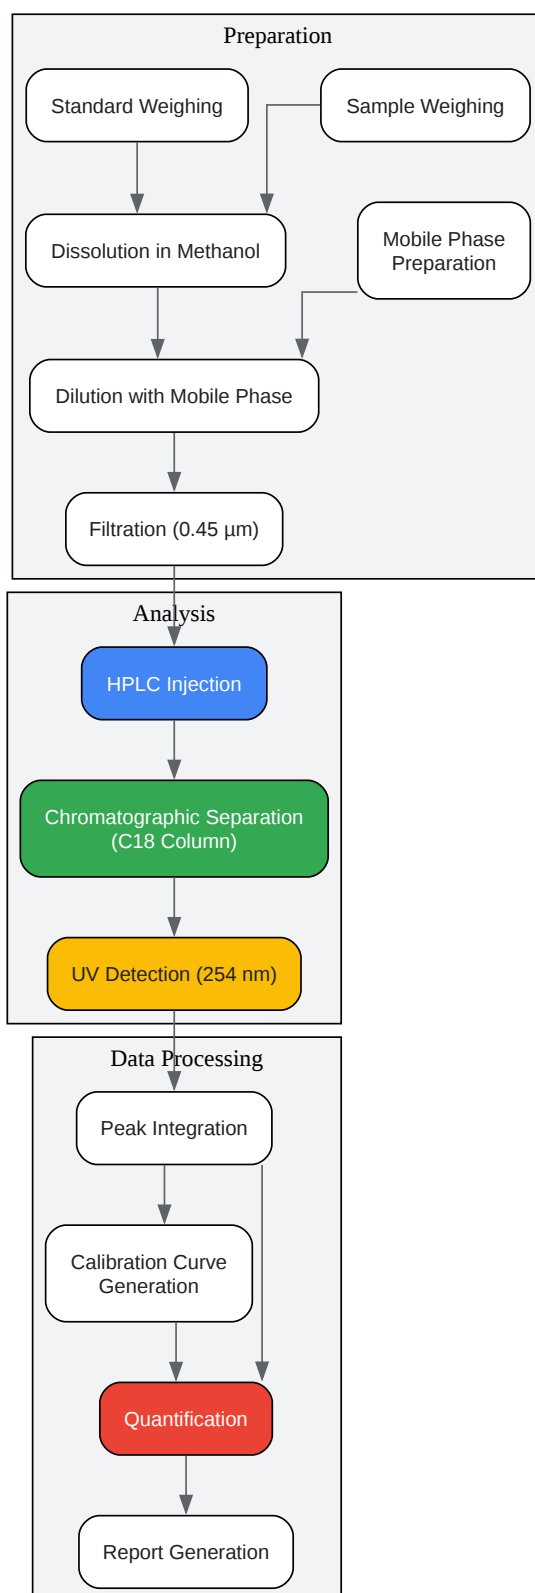 Preparation
Standard Weighing
Sample Weighing
Dissolution in Methanol
Mobile Phase
Preparation
Dilution with Mobile Phase
Filtration (0.45 µm)
Analysis
HPLC Injection
Chromatographic Separation
(C18 Column)
UV Detection (254 nm)
Data Processing
Peak Integration
Calibration Curve
Generation
Quantification
Report Generation